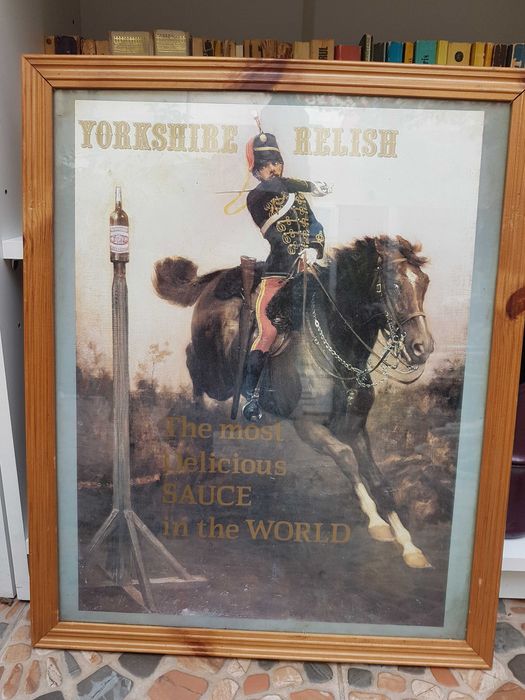 YORKSHIRE RELISH
The most
Delicious
SAUCE
in the WORLD